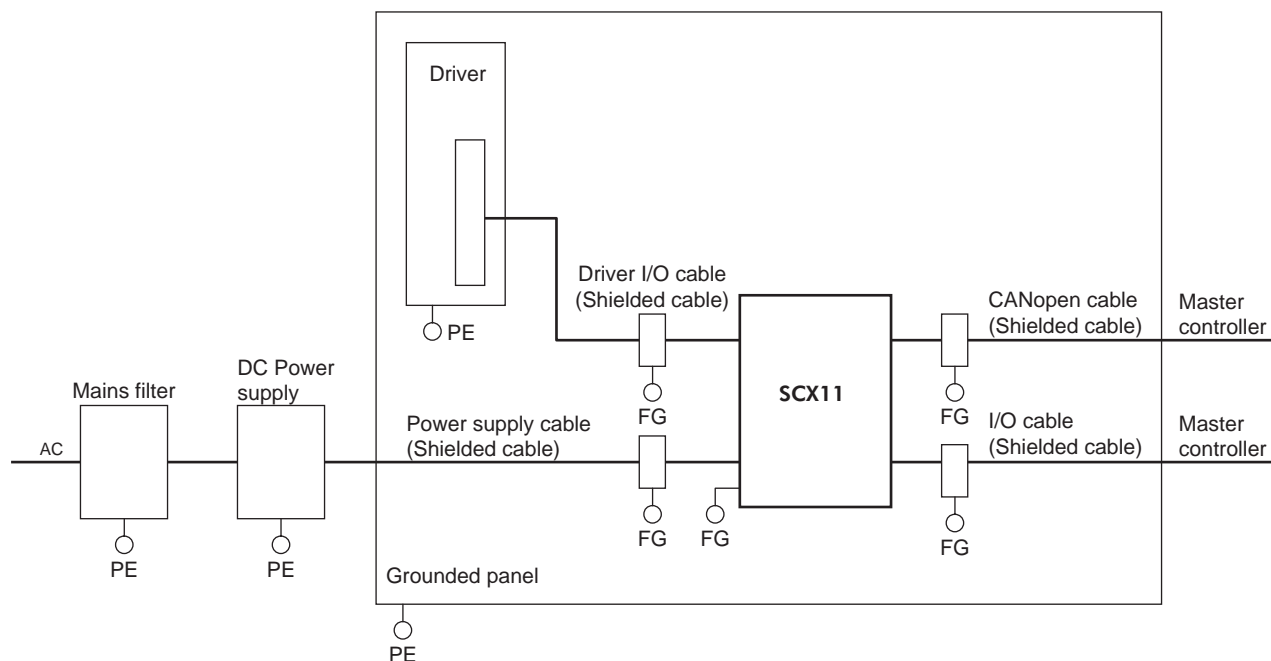 Driver
PE
Driver I/O cable
(Shielded cable)
CANopen cable
(Shielded cable)
Master
controller
FG
SCX11
FG
Mains filter
DC Power
supply
AC
Power supply cable
(Shielded cable)
I/O cable
(Shielded cable)
Master
controller
PE
PE
FG
FG
FG
Grounded panel
PE